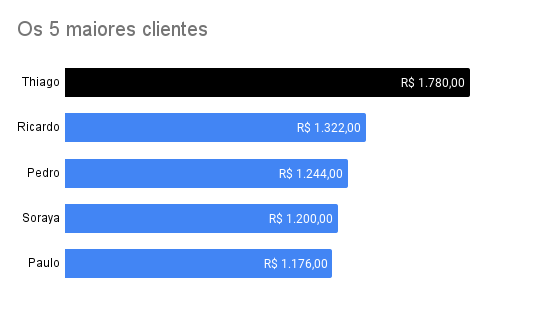 Os 5 maiores clientes
Thiago R$ 1.780,00
Ricardo R$ 1.322,00
Pedro R$ 1.244,00
Soraya R$ 1.200,00
Paulo R$ 1.176,00